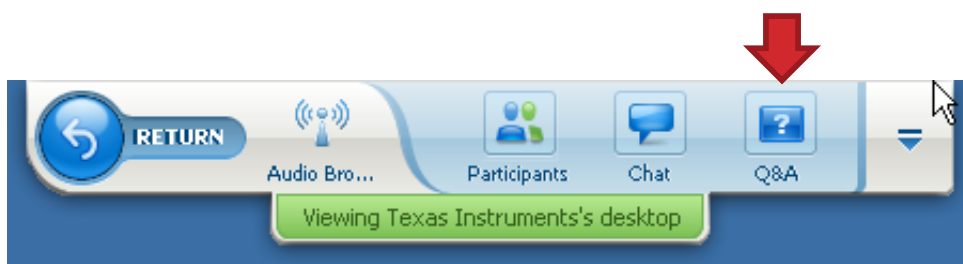 RETURN
Audio Bro...
Participants
Chat
?
Q&A
Viewing Texas Instruments's desktop